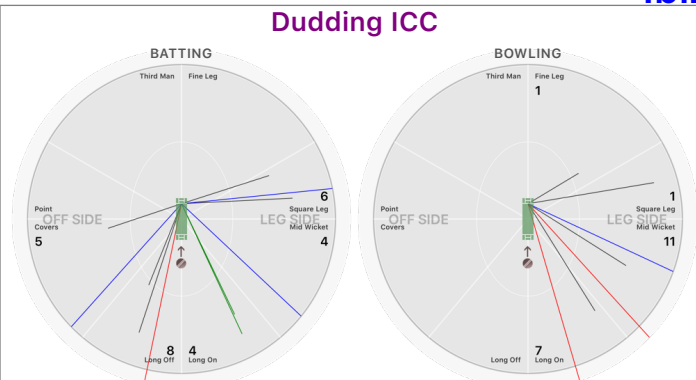 Dudding ICC
BATTING
Third Man Fine Leg
6
Point Square Leg
OFF SIDE LEG SIDE
Covers Mid Wicket
5 4
8 4
Long Off Long On
BOWLING
Third Man Fine Leg
1
1
Point Square Leg
OFF SIDE LEG SIDE
Covers Mid Wicket
11
7
Long Off Long On